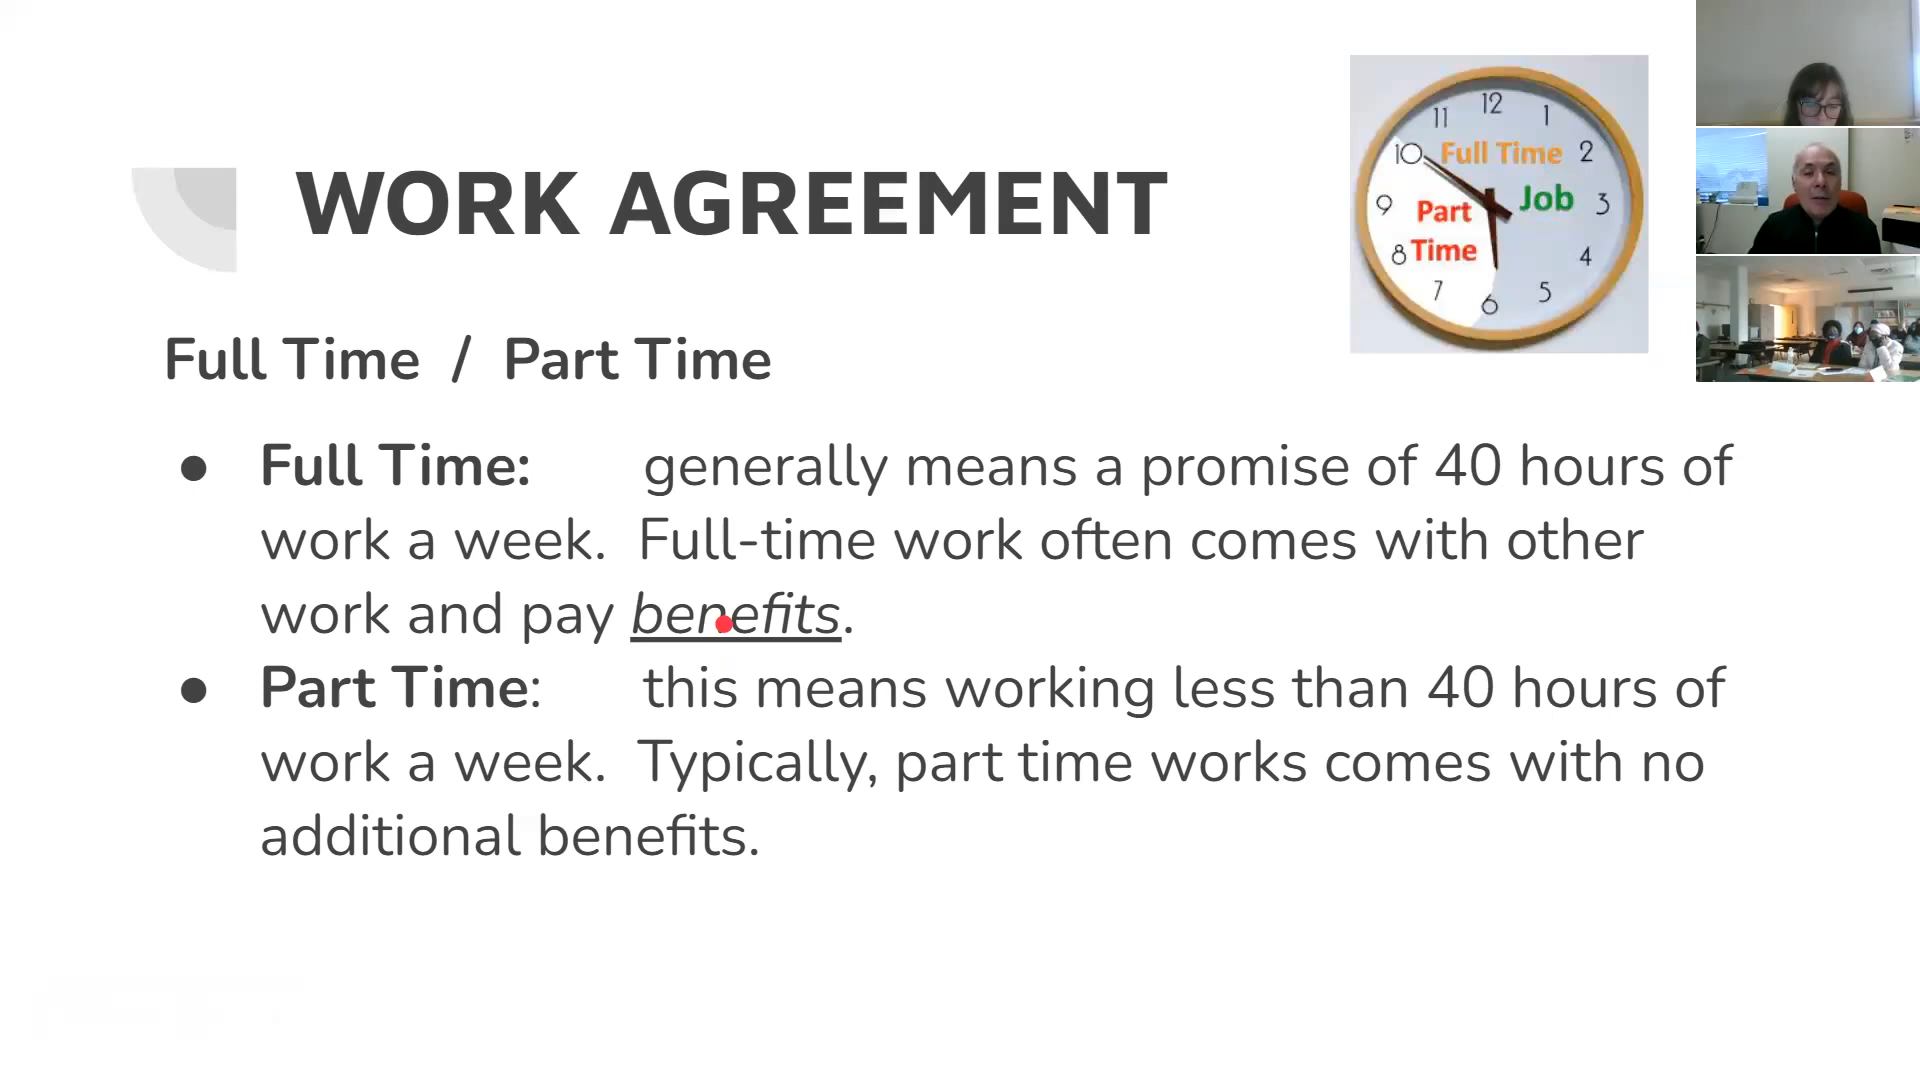 WORK AGREEMENT
Full Time / Part Time
● Full Time: generally means a promise of 40 hours of
work a week. Full-time work often comes with other
work and pay benefits.
● Part Time: this means working less than 40 hours of
work a week. Typically, part time works comes with no
additional benefits.
12
11 1
10 Full Time 2
9 Part Job 3
8 Time 4
7 5
6